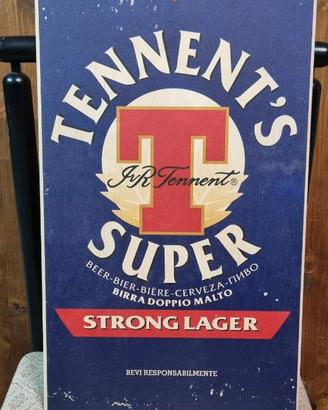 TENNENT'S
T
J&R Tennent®
SUPER
BEER-BIER-BIÈRE-CERVEZA-ПИВО
BIRRA DOPPIO MALTO
STRONG LAGER
BEVI RESPONSABILMENTE